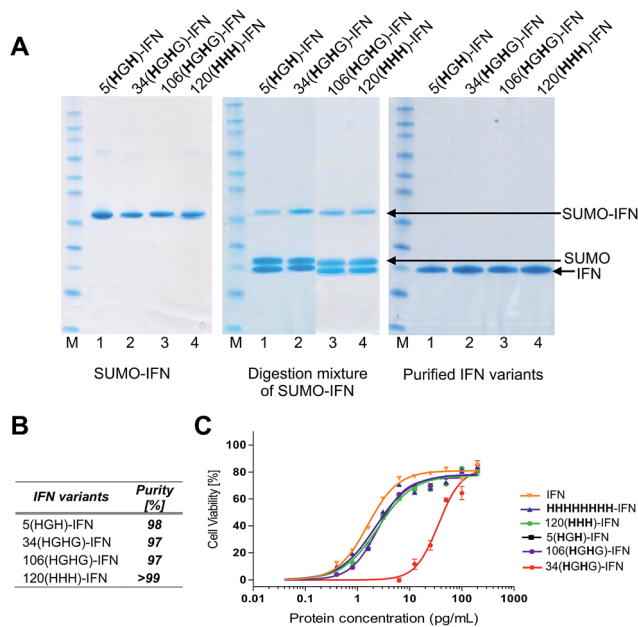 A
5(HGH)-IFN
34(HGHG)-IFN
106(HGHG)-IFN
120(HHH)-IFN
5(HGH)-IFN
34(HGHG)-IFN
106(HGHG)-IFN
120(HHH)-IFN
5(HGH)-IFN
34(HGHG)-IFN
106(HGHG)-IFN
120(HHH)-IFN
SUMO-IFN
SUMO
IFN
M 1 2 3 4
M 1 2 3 4
M 1 2 3 4
SUMO-IFN
Digestion mixture
of SUMO-IFN
Purified IFN variants
B
IFN variants Purity
[%]
5(HGH)-IFN 98
34(HGHG)-IFN 97
106(HGHG)-IFN 97
120(HHH)-IFN >99
C
Cell Viability [%]
100
80
60
40
20
0
0.01 0.1 1 10 100 1000
Protein concentration (pg/mL)
IFN
HHHHHHHH-IFN
120(HHH)-IFN
5(HGH)-IFN
106(HGHG)-IFN
34(HGHG)-IFN